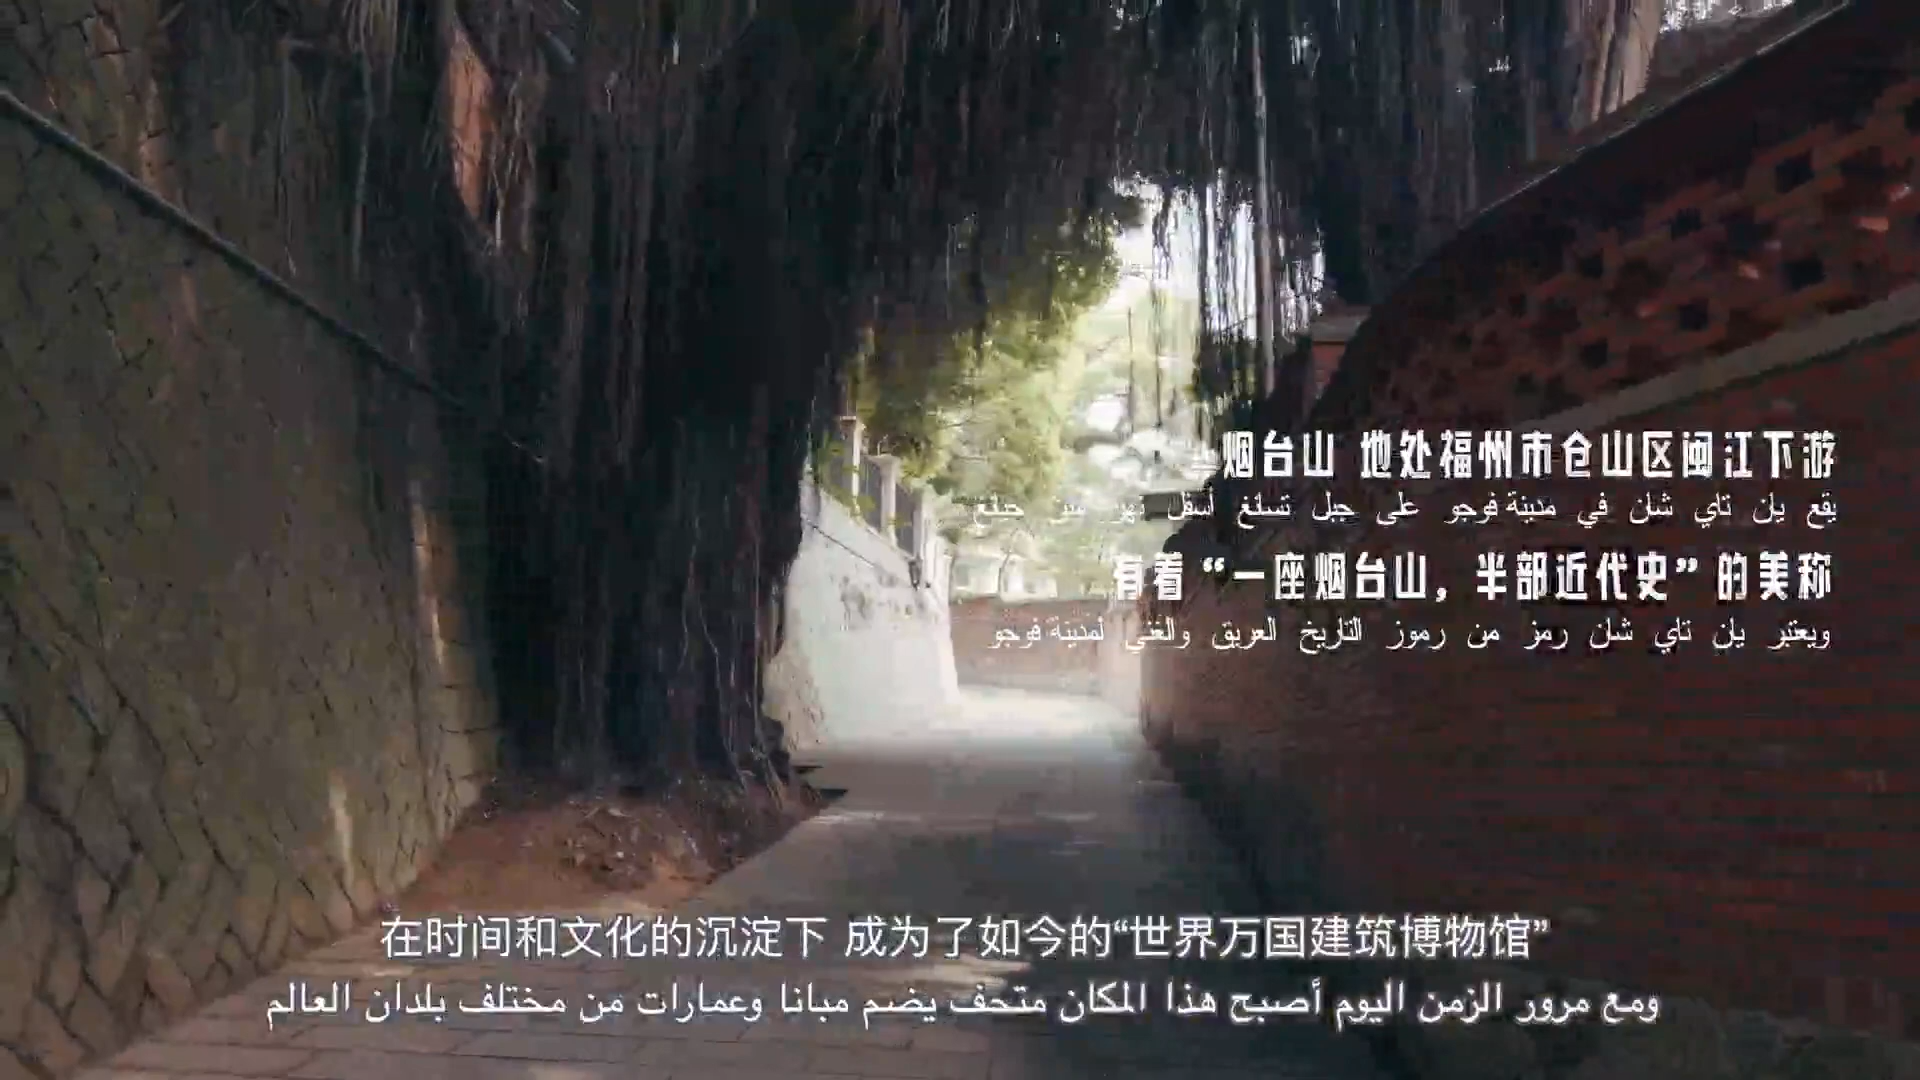 烟台山 地处福州市仓山区闽江下游
يقع يان تاي شان في مدينة فوجو على جبل تسانغ أسفل نهر مين جيانغ
有着“一座烟台山，半部近代史”的美称
ويعتبر يان تاي شان رمز من رموز التاريخ العريق والغني لمدينة فوجو
在时间和文化的沉淀下 成为了如今的“世界万国建筑博物馆”
ومع مرور الزمن اليوم أصبح هذا المكان متحف يضم مبانا وعمارات من مختلف بلدان العالم